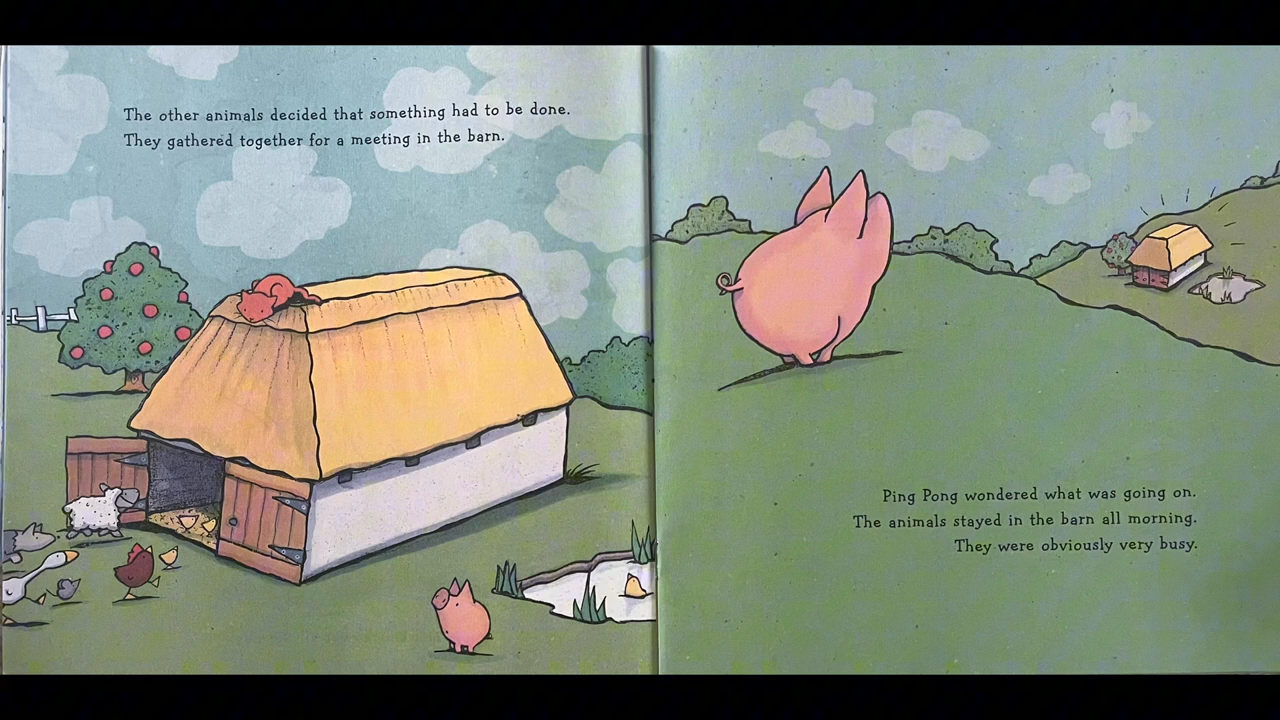 The other animals decided that something had to be done.
They gathered together for a meeting in the barn.
Ping Pong wondered what was going on.
The animals stayed in the barn all morning.
They were obviously very busy.